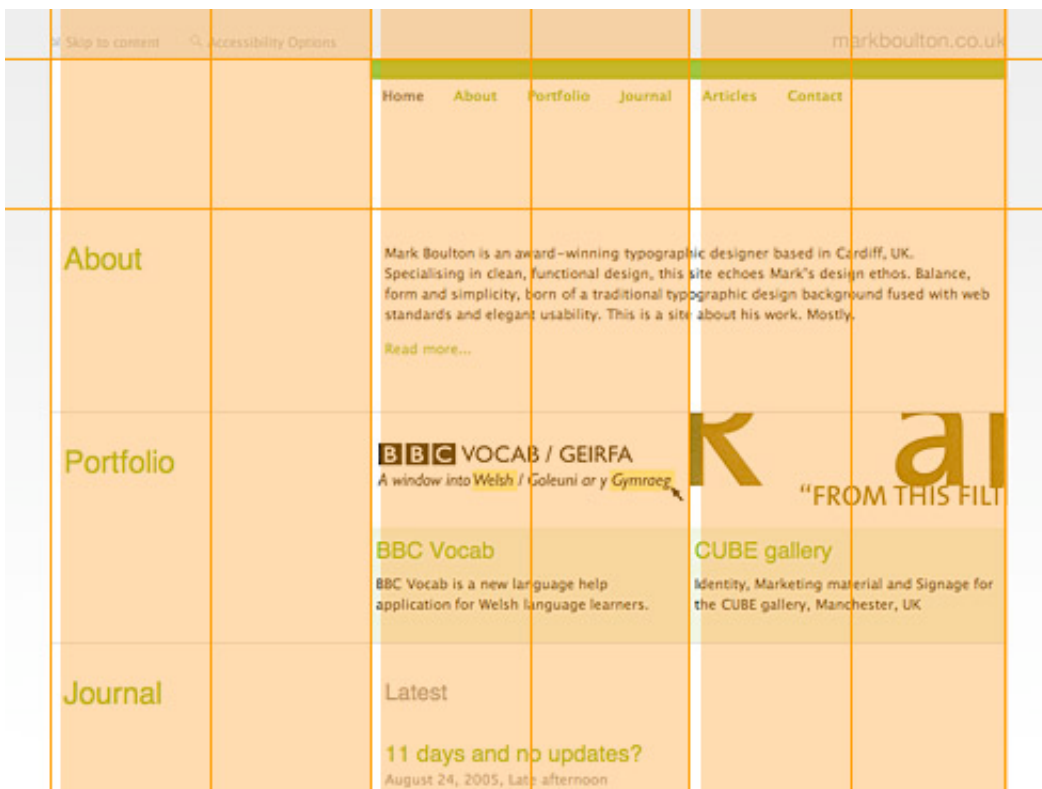 Skip to content Accessibility Options markboulton.co.uk
Home About Portfolio Journal Articles Contact
About
Mark Boulton is an award-winning typographic designer based in Cardiff, UK.
Specialising in clean, functional design, this site echoes Mark's design ethos. Balance,
form and simplicity, born of a traditional typographic design background fused with web
standards and elegant usability. This is a site about his work. Mostly.
Read more...
Portfolio
BBC VOCAB / GEIRFA
A window into Welsh / Goleuni ar y Gymraeg
R ar
"FROM THIS FILT
BBC Vocab
BBC Vocab is a new language help
application for Welsh language learners.
CUBE gallery
Identity, Marketing material and Signage for
the CUBE gallery, Manchester, UK
Journal
Latest
11 days and no updates?
August 24, 2005, Late afternoon